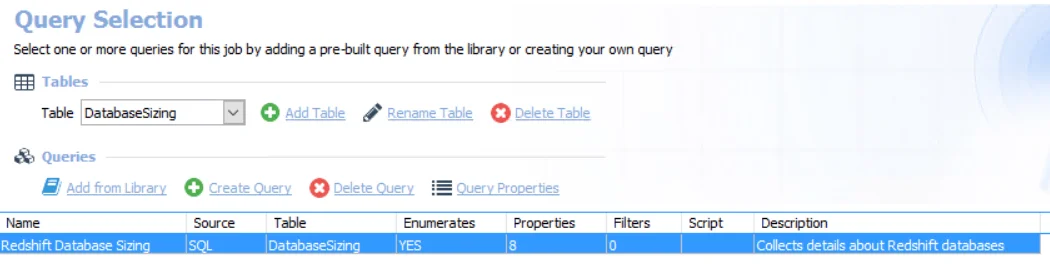 Query Selection
Select one or more queries for this job by adding a pre-built query from the library or creating your own query
Tables
Table DatabaseSizing Add Table Rename Table Delete Table
Queries
Add from Library Create Query Delete Query Query Properties
Name Source Table Enumerates Properties Filters Script Description
Redshift Database Sizing SQL DatabaseSizing YES 8 0 Collects details about Redshift databases